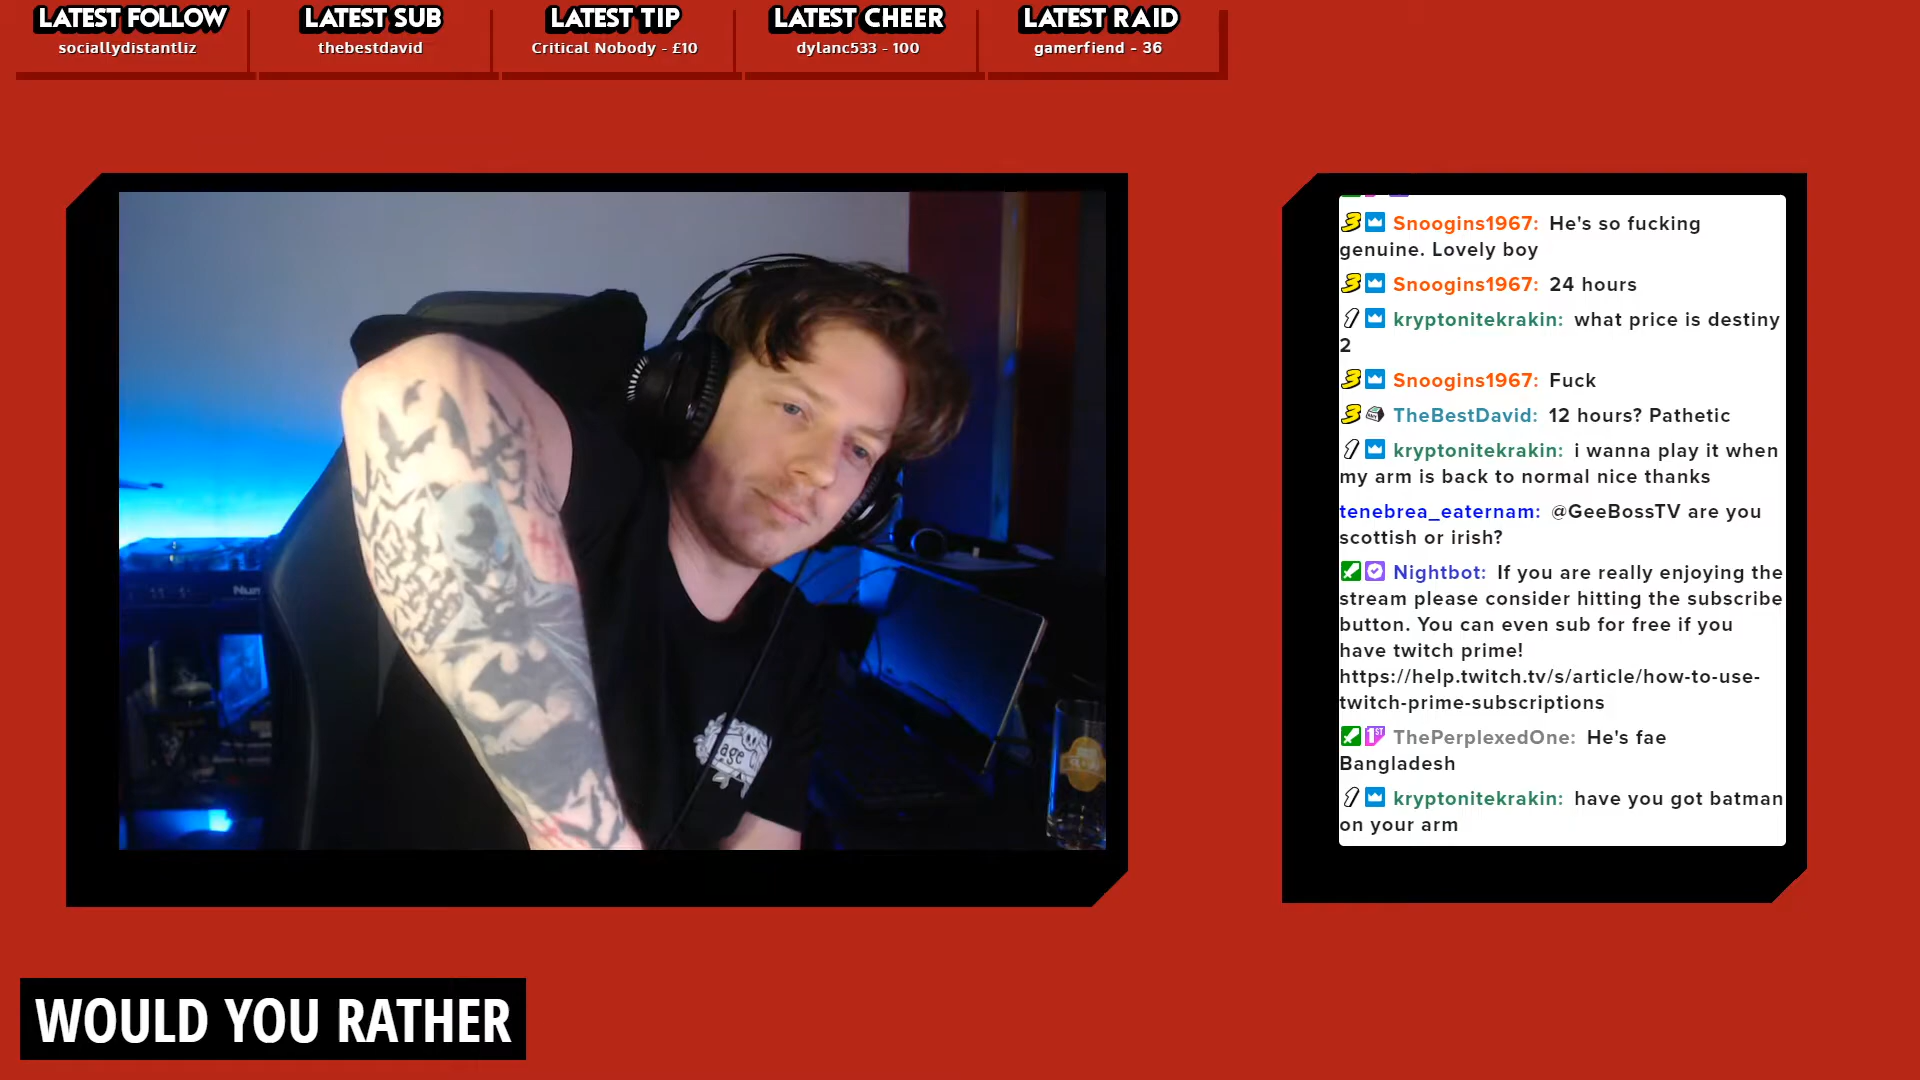 LATEST FOLLOW
sociallydistantliz
LATEST SUB
thebestdavid
LATEST TIP
Critical Nobody - £10
LATEST CHEER
dylanc533 - 100
LATEST RAID
gamerfiend - 36
Snoogins1967: He's so fucking
genuine. Lovely boy
Snoogins1967: 24 hours
kryptonitekrakin: what price is destiny
2
Snoogins1967: Fuck
TheBestDavid: 12 hours? Pathetic
kryptonitekrakin: i wanna play it when
my arm is back to normal nice thanks
tenebrea_eaternam: @GeeBossTV are you
scottish or irish?
Nightbot: If you are really enjoying the
stream please consider hitting the subscribe
button. You can even sub for free if you
have twitch prime!
https://help.twitch.tv/s/article/how-to-use-
twitch-prime-subscriptions
1ST ThePerplexedOne: He's fae
Bangladesh
kryptonitekrakin: have you got batman
on your arm
WOULD YOU RATHER